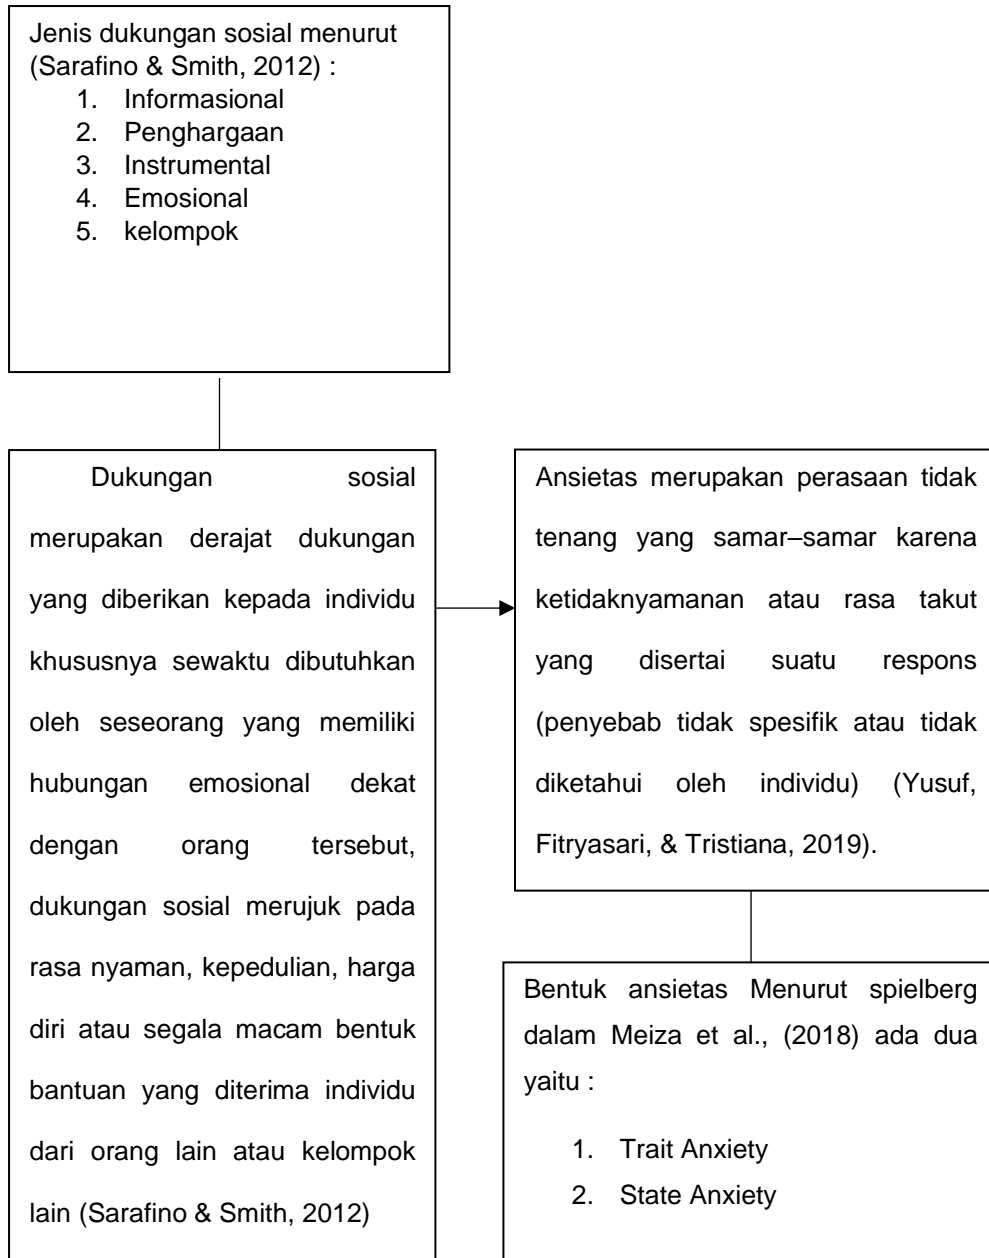 Jenis dukungan sosial menurut
(Sarafino & Smith, 2012) :
1. Informasional
2. Penghargaan
3. Instrumental
4. Emosional
5. kelompok
Dukungan sosial
merupakan derajat dukungan
yang diberikan kepada individu
khususnya sewaktu dibutuhkan
oleh seseorang yang memiliki
hubungan emosional dekat
dengan orang tersebut,
dukungan sosial merujuk pada
rasa nyaman, kepedulian, harga
diri atau segala macam bentuk
bantuan yang diterima individu
dari orang lain atau kelompok
lain (Sarafino & Smith, 2012)
Ansietas merupakan perasaan tidak
tenang yang samar–samar karena
ketidaknyamanan atau rasa takut
yang disertai suatu respons
(penyebab tidak spesifik atau tidak
diketahui oleh individu) (Yusuf,
Fitryasari, & Tristiana, 2019).
Bentuk ansietas Menurut spielberg
dalam Meiza et al., (2018) ada dua
yaitu :
1. Trait Anxiety
2. State Anxiety